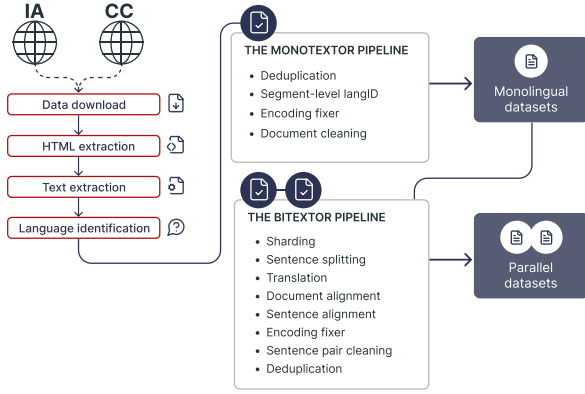 IA
CC
Data download
HTML extraction
Text extraction
Language identification
THE MONOTEXTOR PIPELINE
• Deduplication
• Segment-level langID
• Encoding fixer
• Document cleaning
Monolingual
datasets
THE BITEXTOR PIPELINE
• Sharding
• Sentence splitting
• Translation
• Document alignment
• Sentence alignment
• Encoding fixer
• Sentence pair cleaning
• Deduplication
Parallel
datasets